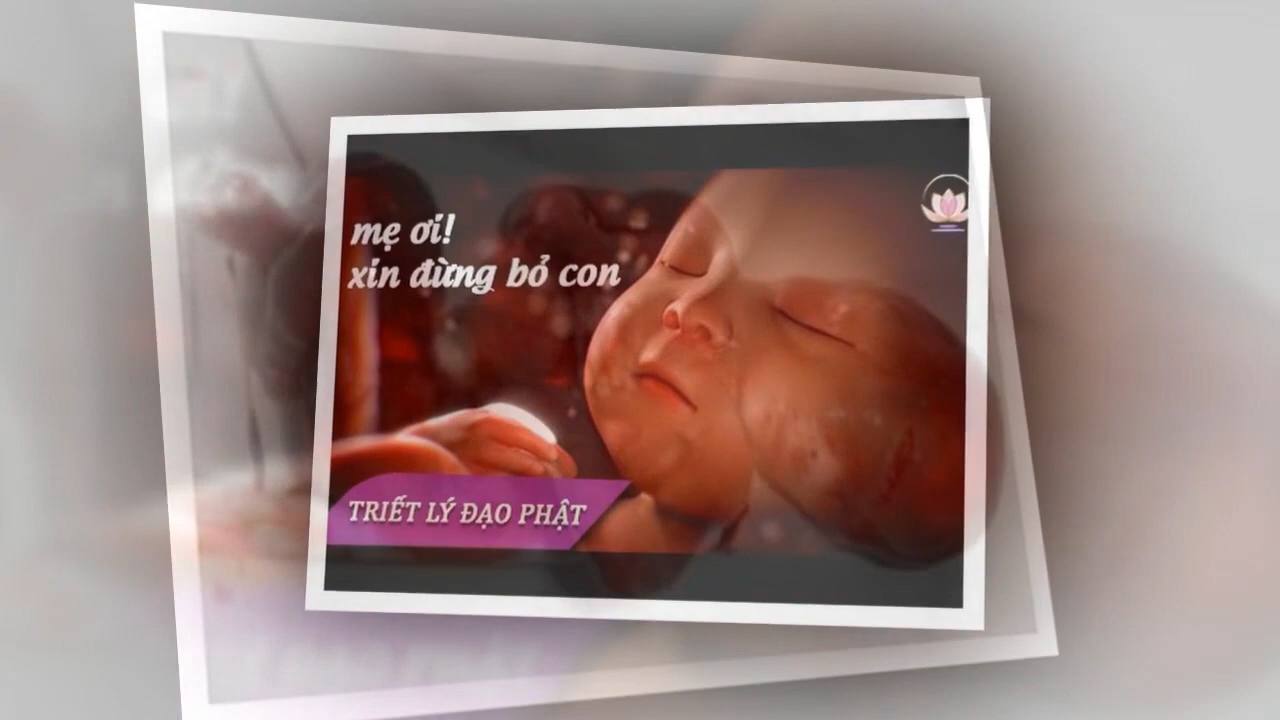 mẹ ơi!
xin đừng bỏ con
TRIẾT LÝ ĐẠO PHẬT